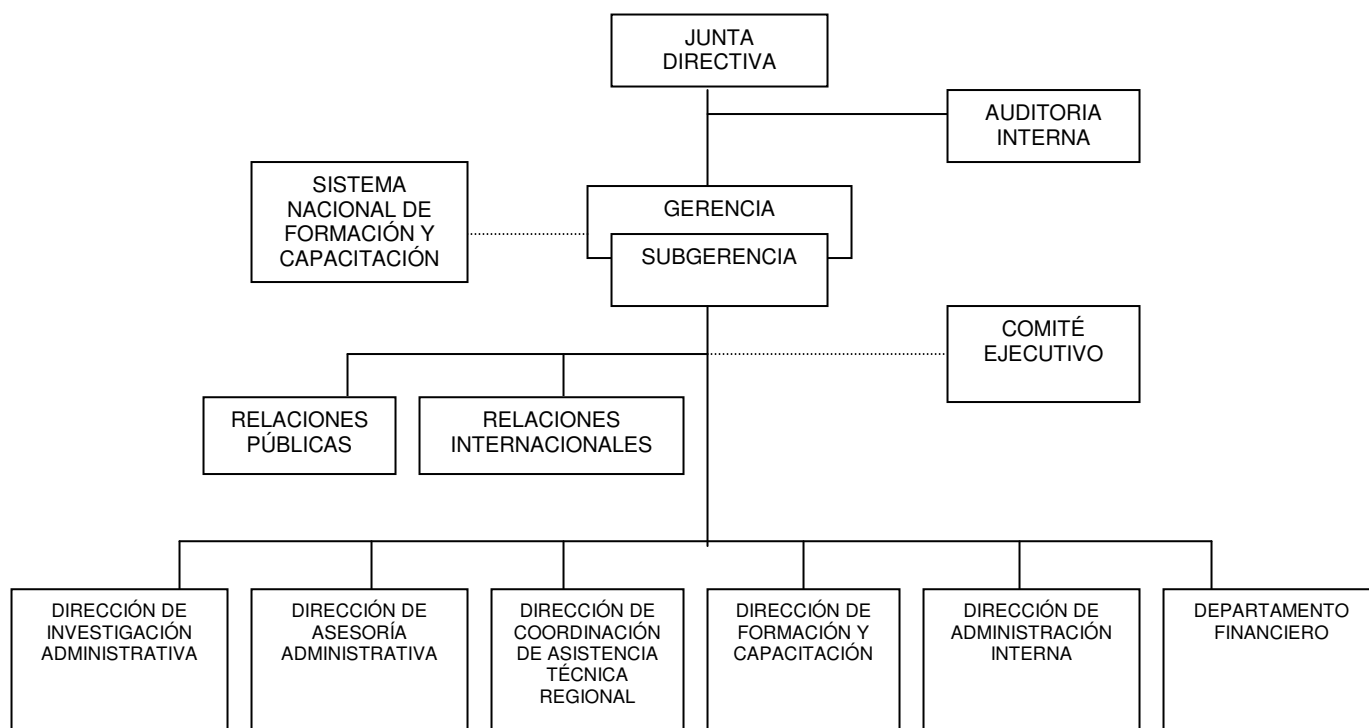 JUNTA
DIRECTIVA
AUDITORIA
INTERNA
SISTEMA
NACIONAL DE
FORMACIÓN Y
CAPACITACIÓN
GERENCIA
SUBGERENCIA
COMITÉ
EJECUTIVO
RELACIONES
PÚBLICAS
RELACIONES
INTERNACIONALES
DIRECCIÓN DE
INVESTIGACIÓN
ADMINISTRATIVA
DIRECCIÓN DE
ASESORÍA
ADMINISTRATIVA
DIRECCIÓN DE
COORDINACIÓN
DE ASISTENCIA
TÉCNICA
REGIONAL
DIRECCIÓN DE
FORMACIÓN Y
CAPACITACIÓN
DIRECCIÓN DE
ADMINISTRACIÓN
INTERNA
DEPARTAMENTO
FINANCIERO